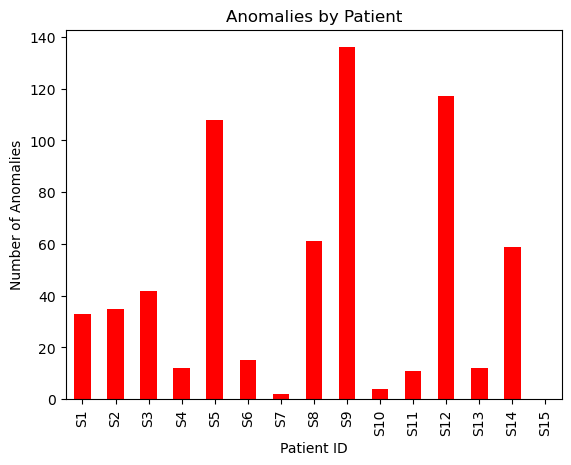 Anomalies by Patient
140
120
100
80
60
40
20
0
Number of Anomalies
S1 S2 S3 S4 S5 S6 S7 S8 S9 S10 S11 S12 S13 S14 S15
Patient ID